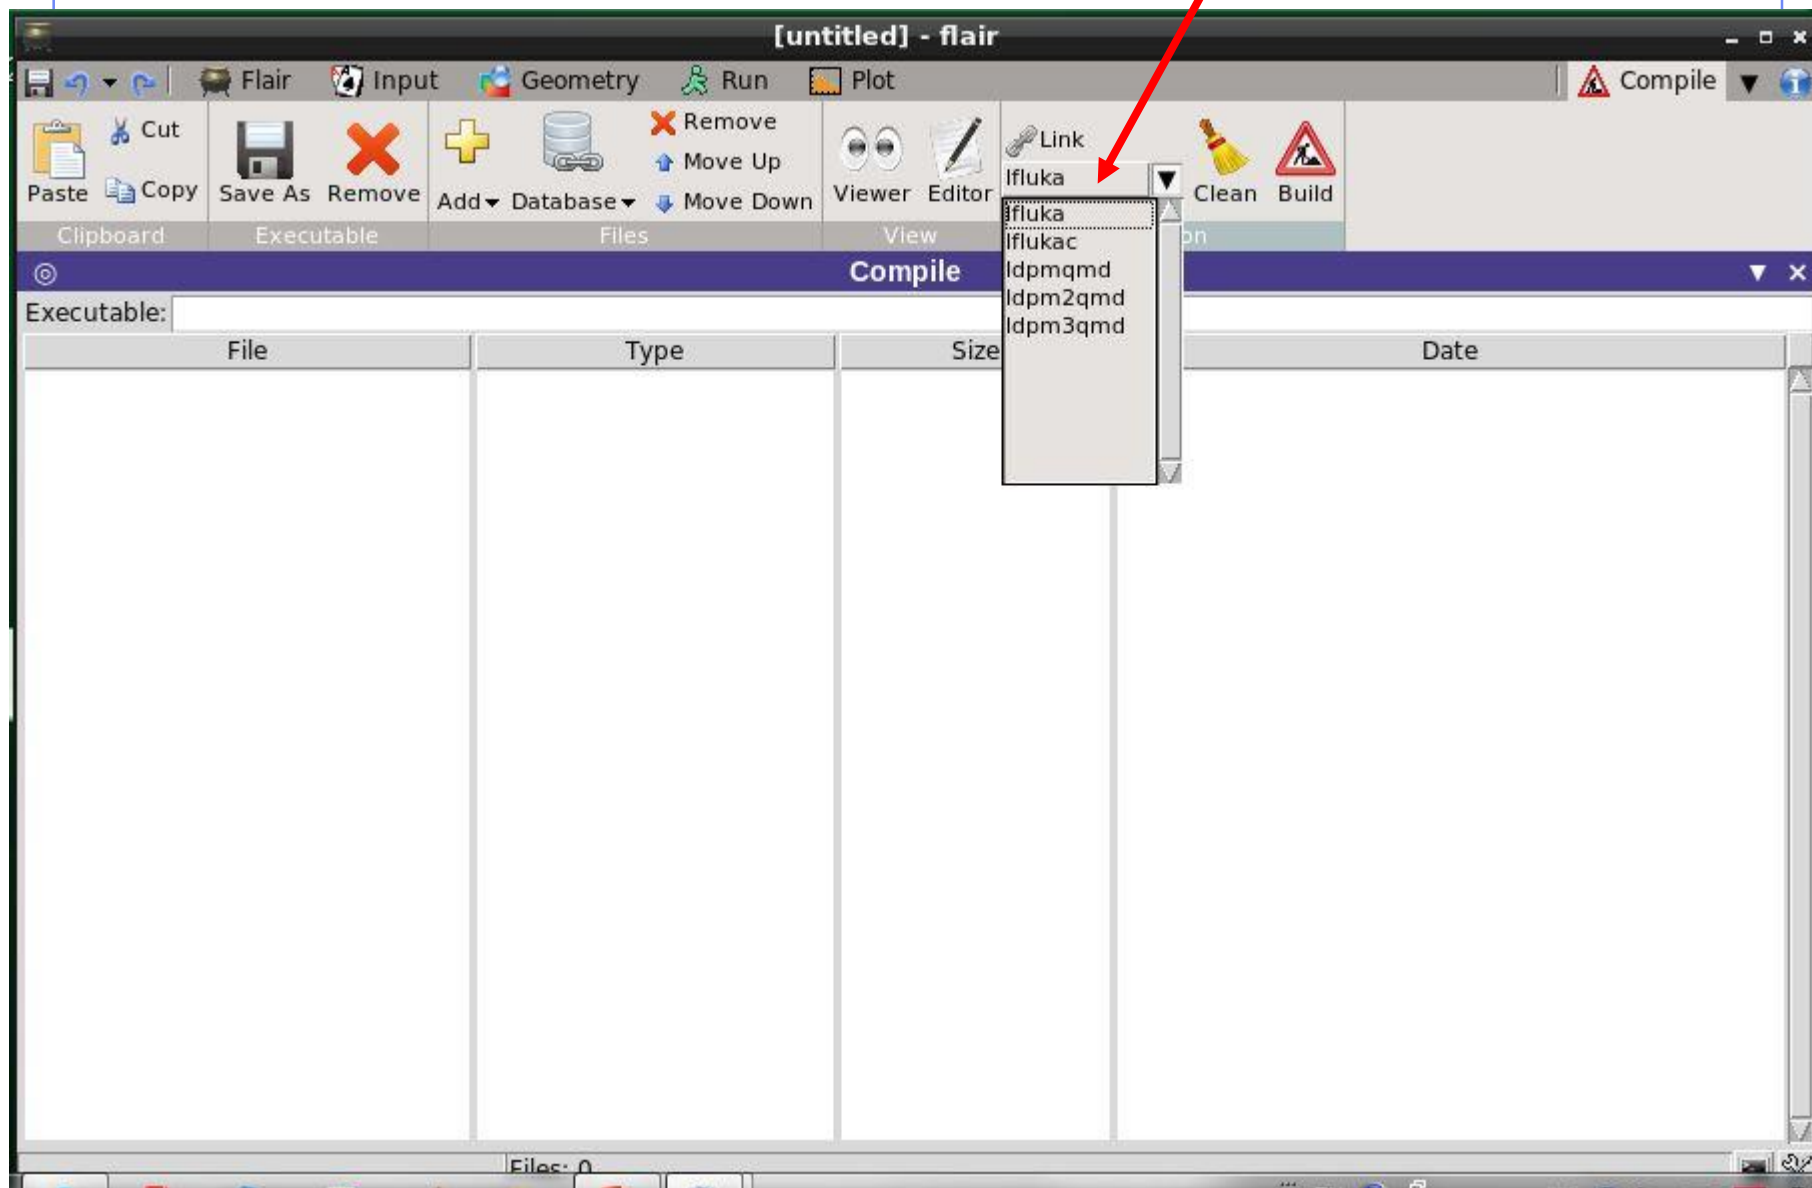 [untitled] - flair
Flair Input Geometry Run Plot Compile
Cut Remove Link
Move Up
lfluka
Paste Copy Save As Remove Add Database Move Down Viewer Editor Clean Build
Clipboard Executable Files View on
lfluka
lflukac
ldpmqmd
ldpm2qmd
ldpm3qmd
Compile
Executable:
File Type Size Date
Files: 0